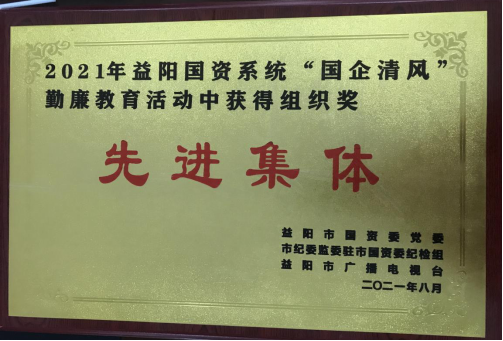 2021年益阳国资系统“国企清风”
勤廉教育活动中获得组织奖
先进集体
益阳市国资委党委
市纪委监委驻市国资委纪检组
益阳市广播电视台
二〇二一年八月